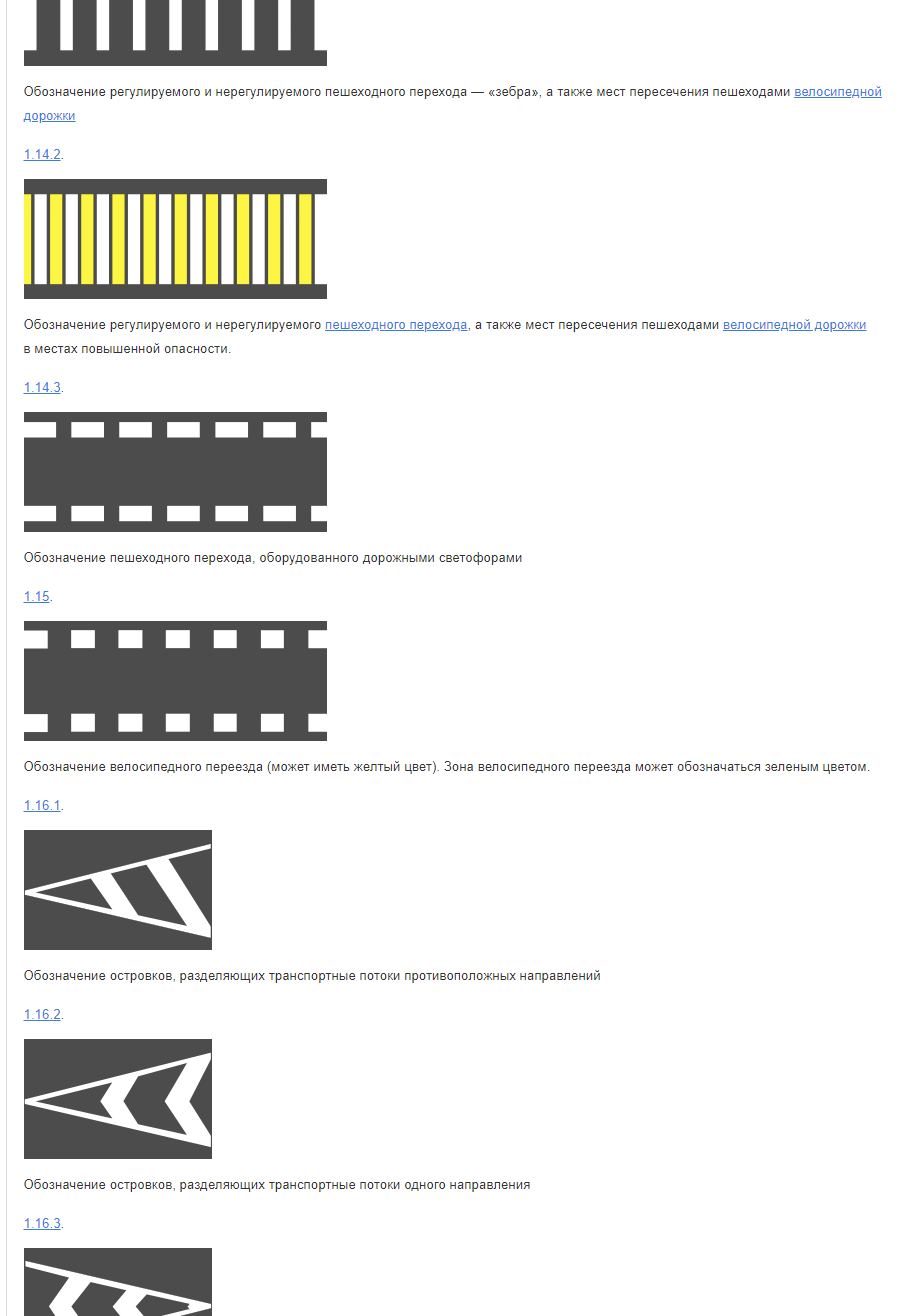 Обозначение регулируемого и нерегулируемого пешеходного перехода — «зебра», а также мест пересечения пешеходами велосипедной
дорожки
1.14.2.
Обозначение регулируемого и нерегулируемого пешеходного перехода, а также мест пересечения пешеходами велосипедной дорожки
в местах повышенной опасности.
1.14.3.
Обозначение пешеходного перехода, оборудованного дорожными светофорами
1.15.
Обозначение велосипедного переезда (может иметь желтый цвет). Зона велосипедного переезда может обозначаться зеленым цветом.
1.16.1.
Обозначение островков, разделяющих транспортные потоки противоположных направлений
1.16.2.
Обозначение островков, разделяющих транспортные потоки одного направления
1.16.3.